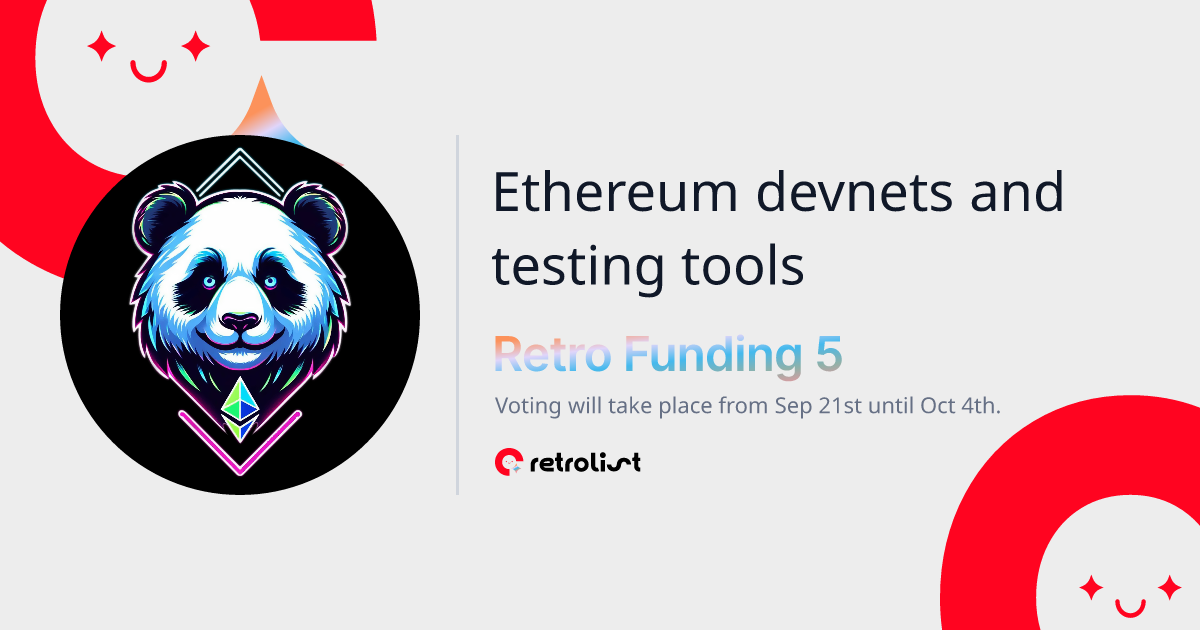 Ethereum devnets and
testing tools
Retro Funding 5
Voting will take place from Sep 21st until Oct 4th.
retrolist